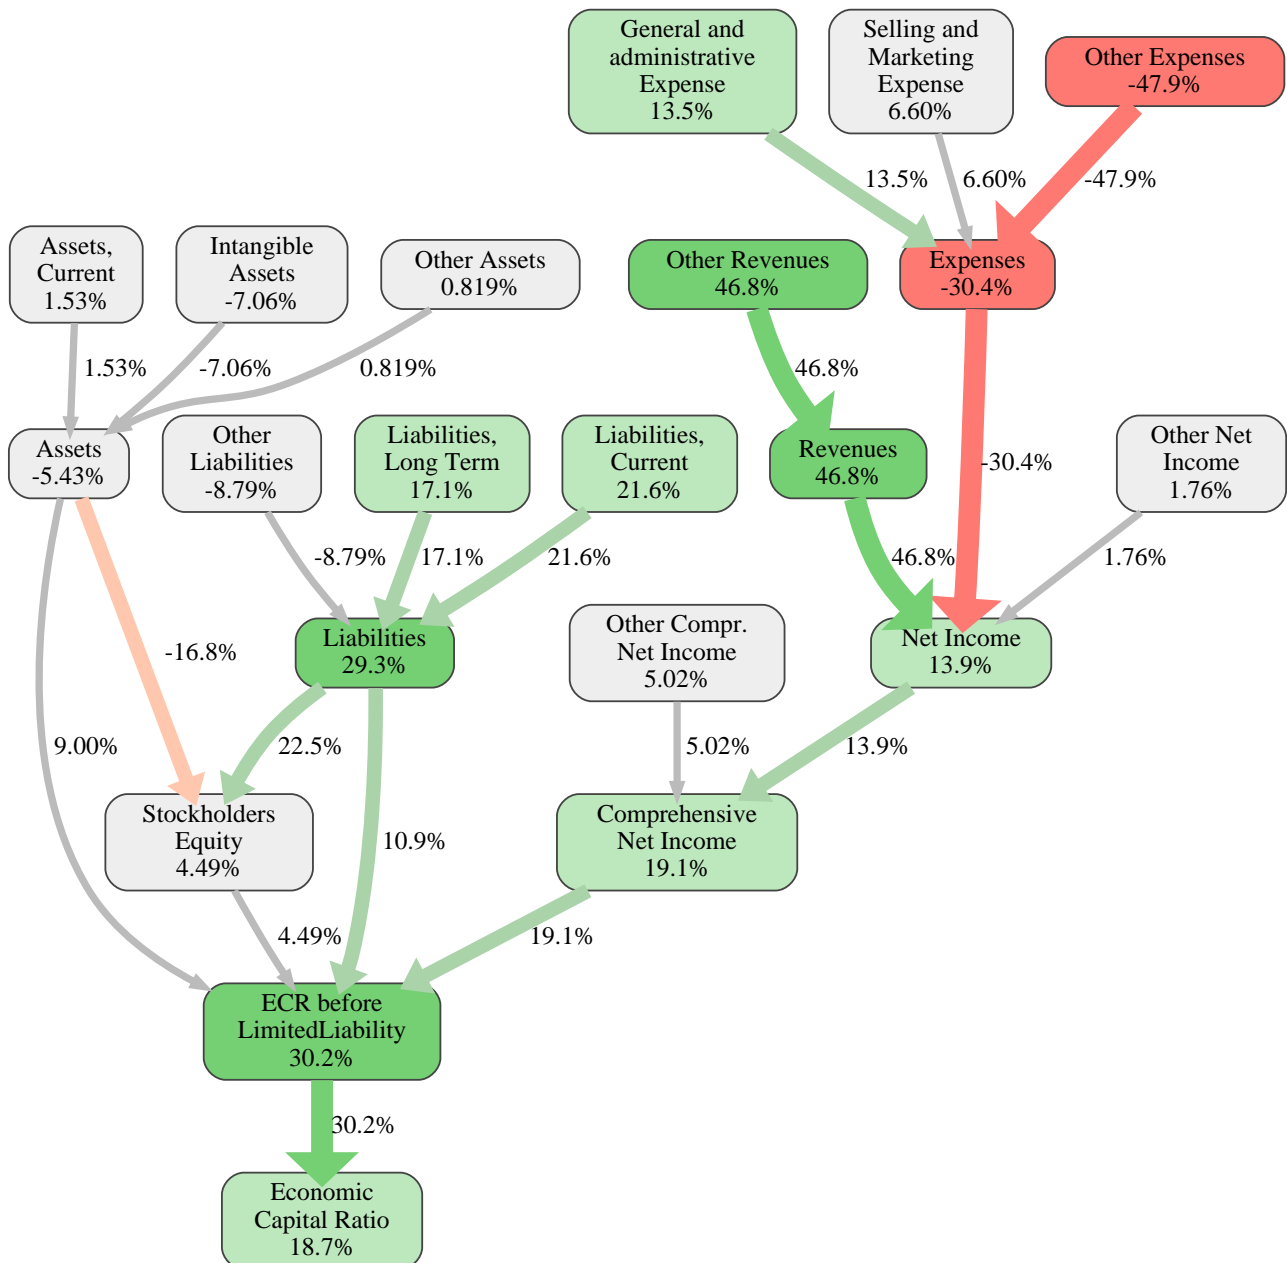 General and
administrative
Expense
13.5%
Selling and
Marketing
Expense
6.60%
Other Expenses
-47.9%
13.5%
6.60%
-47.9%
Assets,
Current
1.53%
Intangible
Assets
-7.06%
Other Assets
0.819%
Other Revenues
46.8%
Expenses
-30.4%
1.53%
-7.06%
0.819%
46.8%
-30.4%
Assets
-5.43%
Other
Liabilities
-8.79%
Liabilities,
Long Term
17.1%
Liabilities,
Current
21.6%
Revenues
46.8%
Other Net
Income
1.76%
-8.79%
17.1%
21.6%
46.8%
1.76%
-16.8%
Liabilities
29.3%
Other Compr.
Net Income
5.02%
Net Income
13.9%
9.00%
22.5%
5.02%
13.9%
Stockholders
Equity
4.49%
10.9%
Comprehensive
Net Income
19.1%
4.49%
19.1%
ECR before
LimitedLiability
30.2%
30.2%
Economic
Capital Ratio
18.7%